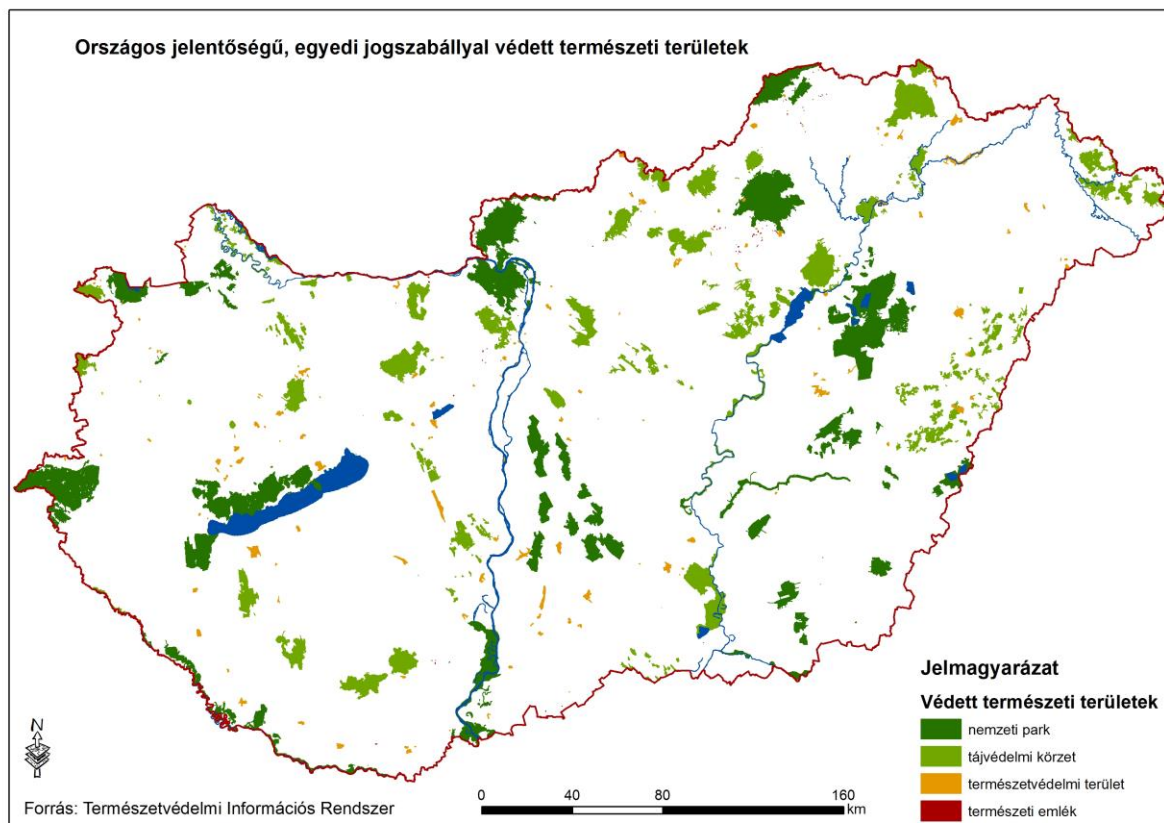 Országos jelentőségű, egyedi jogszabállyal védett természeti területek
Jelmagyarázat
Védett természeti területek
nemzeti park
tájvédelmi körzet
természetvédelmi terület
természeti emlék
N
Forrás: Természetvédelmi Információs Rendszer
0 40 80 160
km